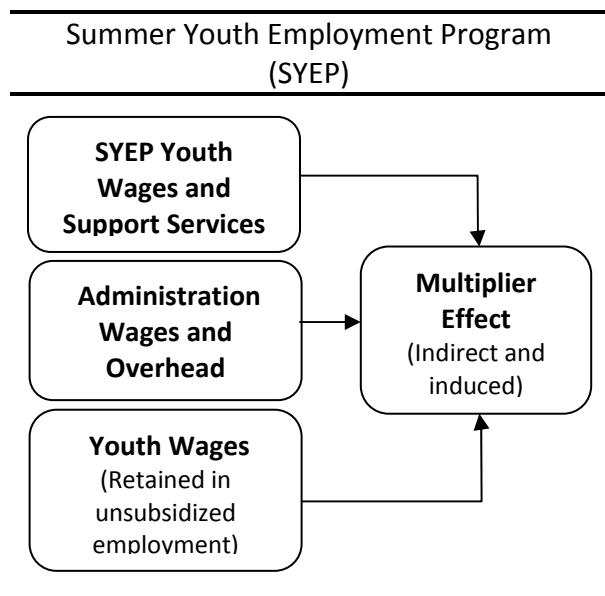 Summer Youth Employment Program
(SYEP)
SYEP Youth
Wages and
Support Services
Administration
Wages and
Overhead
Youth Wages
(Retained in
unsubsidized
employment)
Multiplier
Effect
(Indirect and
induced)